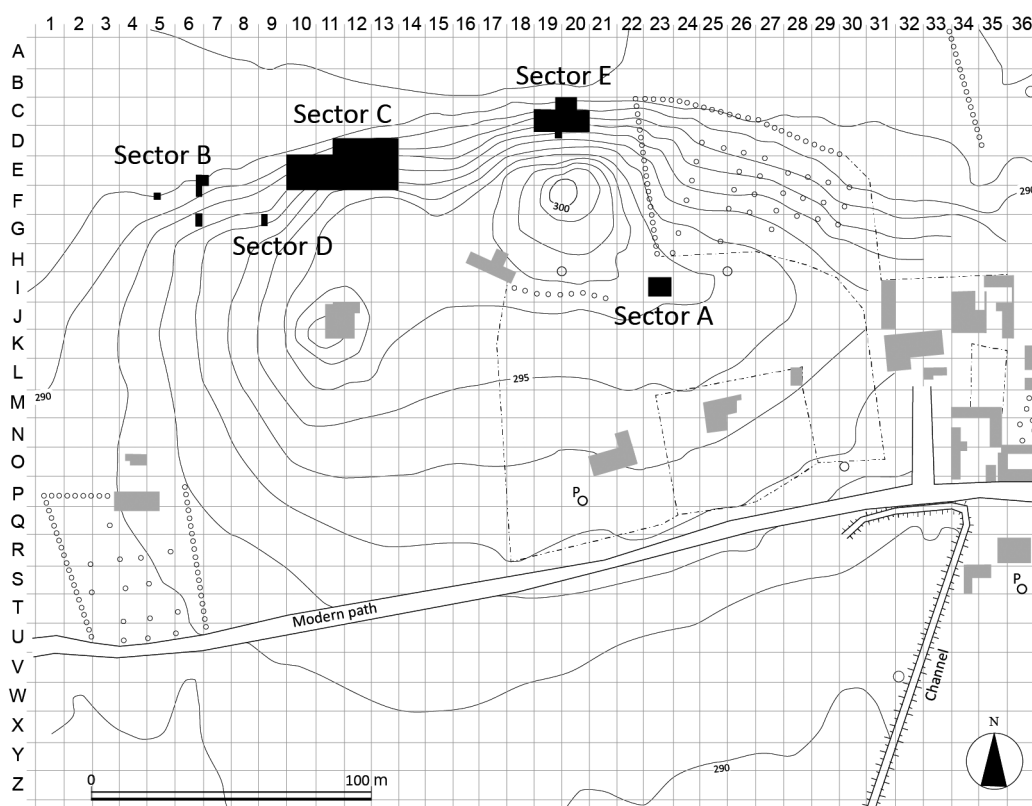 1 2 3 4 5 6 7 8 9 10 11 12 13 14 15 16 17 18 19 20 21 22 23 24 25 26 27 28 29 30 31 32 33 34 35 36
A
B
Sector E
C
Sector C
D
Sector B
E
F
300
290
G
Sector D
H
I
J
Sector A
K
L
295
M
290
N
O
P
P
Q
R
S
P
T
Modern path
U
V
Channel
W
X
N
Y
290
Z
0 100 m